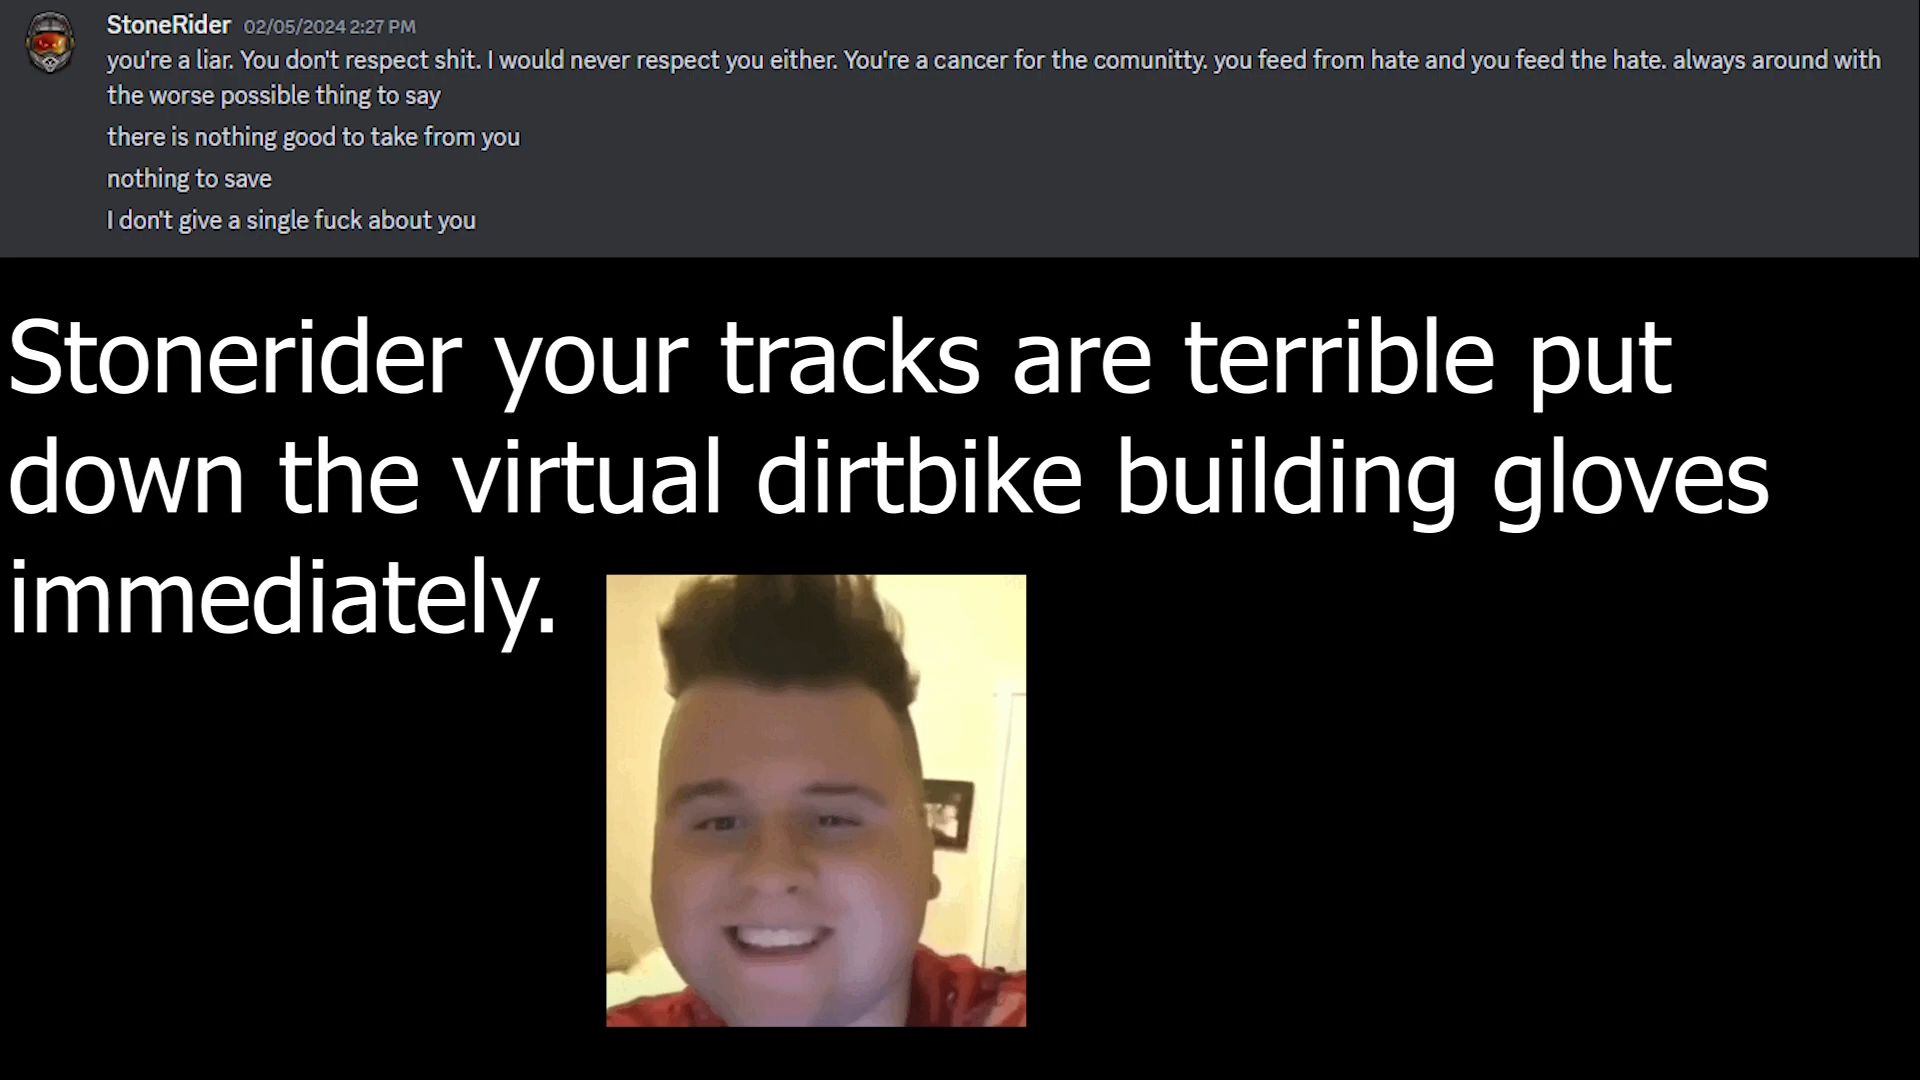 StoneRider 02/05/2024 2:27 PM
you're a liar. You don't respect shit. I would never respect you either. You're a cancer for the comunitty. you feed from hate and you feed the hate. always around with
the worse possible thing to say
there is nothing good to take from you
nothing to save
I don't give a single fuck about you
Stonerider your tracks are terrible put
down the virtual dirtbike building gloves
immediately.